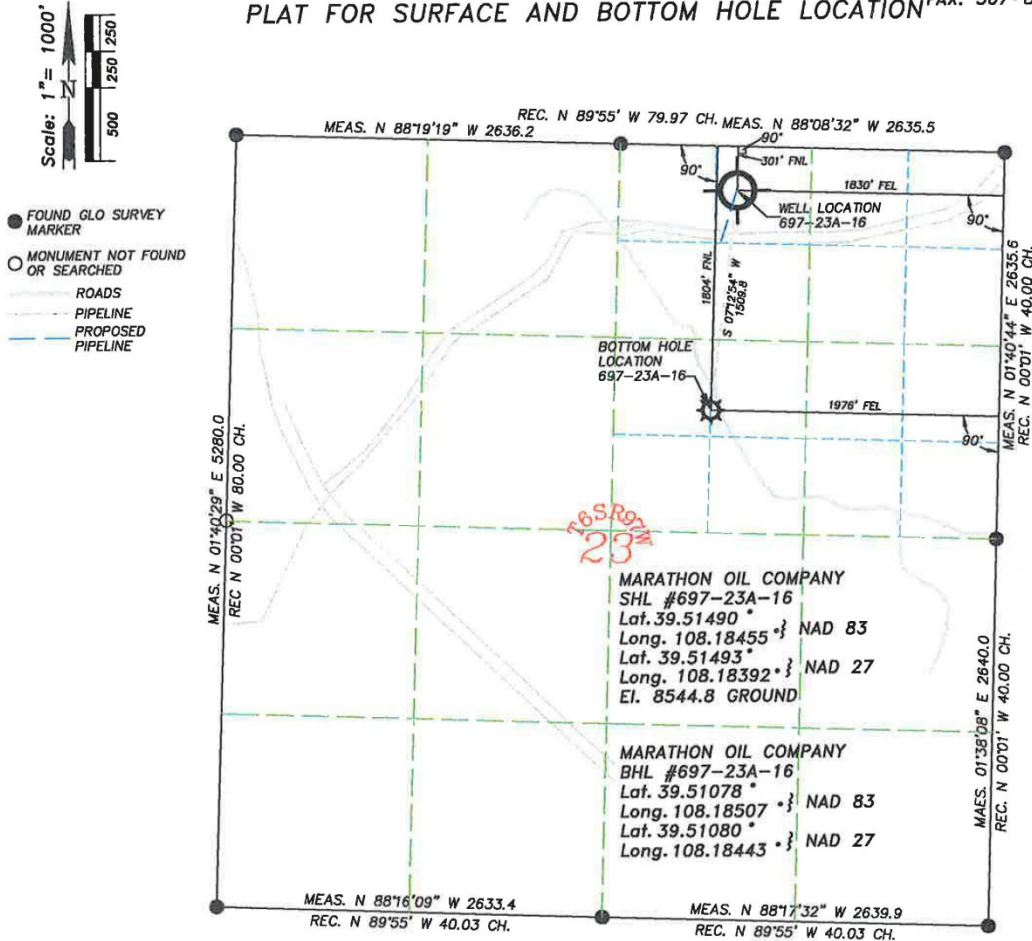 PLAT FOR SURFACE AND BOTTOM HOLE LOCATION
Scale: 1"= 1000'
N
500
250
250
FOUND GLO SURVEY
MARKER
MONUMENT NOT FOUND
OR SEARCHED
ROADS
PIPELINE
PROPOSED
PIPELINE
REC. N 89°55' W 79.97 CH.
MEAS. N 88°19'19" W 2636.2
MEAS. N 88°08'32" W 2635.5
90°
301' FNL
90°
1830' FEL
90°
WELL LOCATION
697-23A-16
1804' FNL
S 07°12'54" W
1509.8
BOTTOM HOLE
LOCATION
697-23A-16
1976' FEL
90°
MEAS. N 01°40'44" E 2635.6
REC. N 00°01' W 40.00 CH.
MEAS. N 01°40'29" E 5280.0
REC N 00°01' W 80.00 CH.
T6SR97W
23
MARATHON OIL COMPANY
SHL #697-23A-16
Lat. 39.51490 °
Long. 108.18455 °} NAD 83
Lat. 39.51493 °
Long. 108.18392 °} NAD 27
El. 8544.8 GROUND
MARATHON OIL COMPANY
BHL #697-23A-16
Lat. 39.51078 °
Long. 108.18507 °} NAD 83
Lat. 39.51080 °
Long. 108.18443 °} NAD 27
MAES. 01°38'08" E 2640.0
REC. N 00°01' W 40.00 CH.
MEAS. N 88°16'09" W 2633.4
REC. N 89°55' W 40.03 CH.
MEAS. N 88°17'32" W 2639.9
REC. N 89°55' W 40.03 CH.